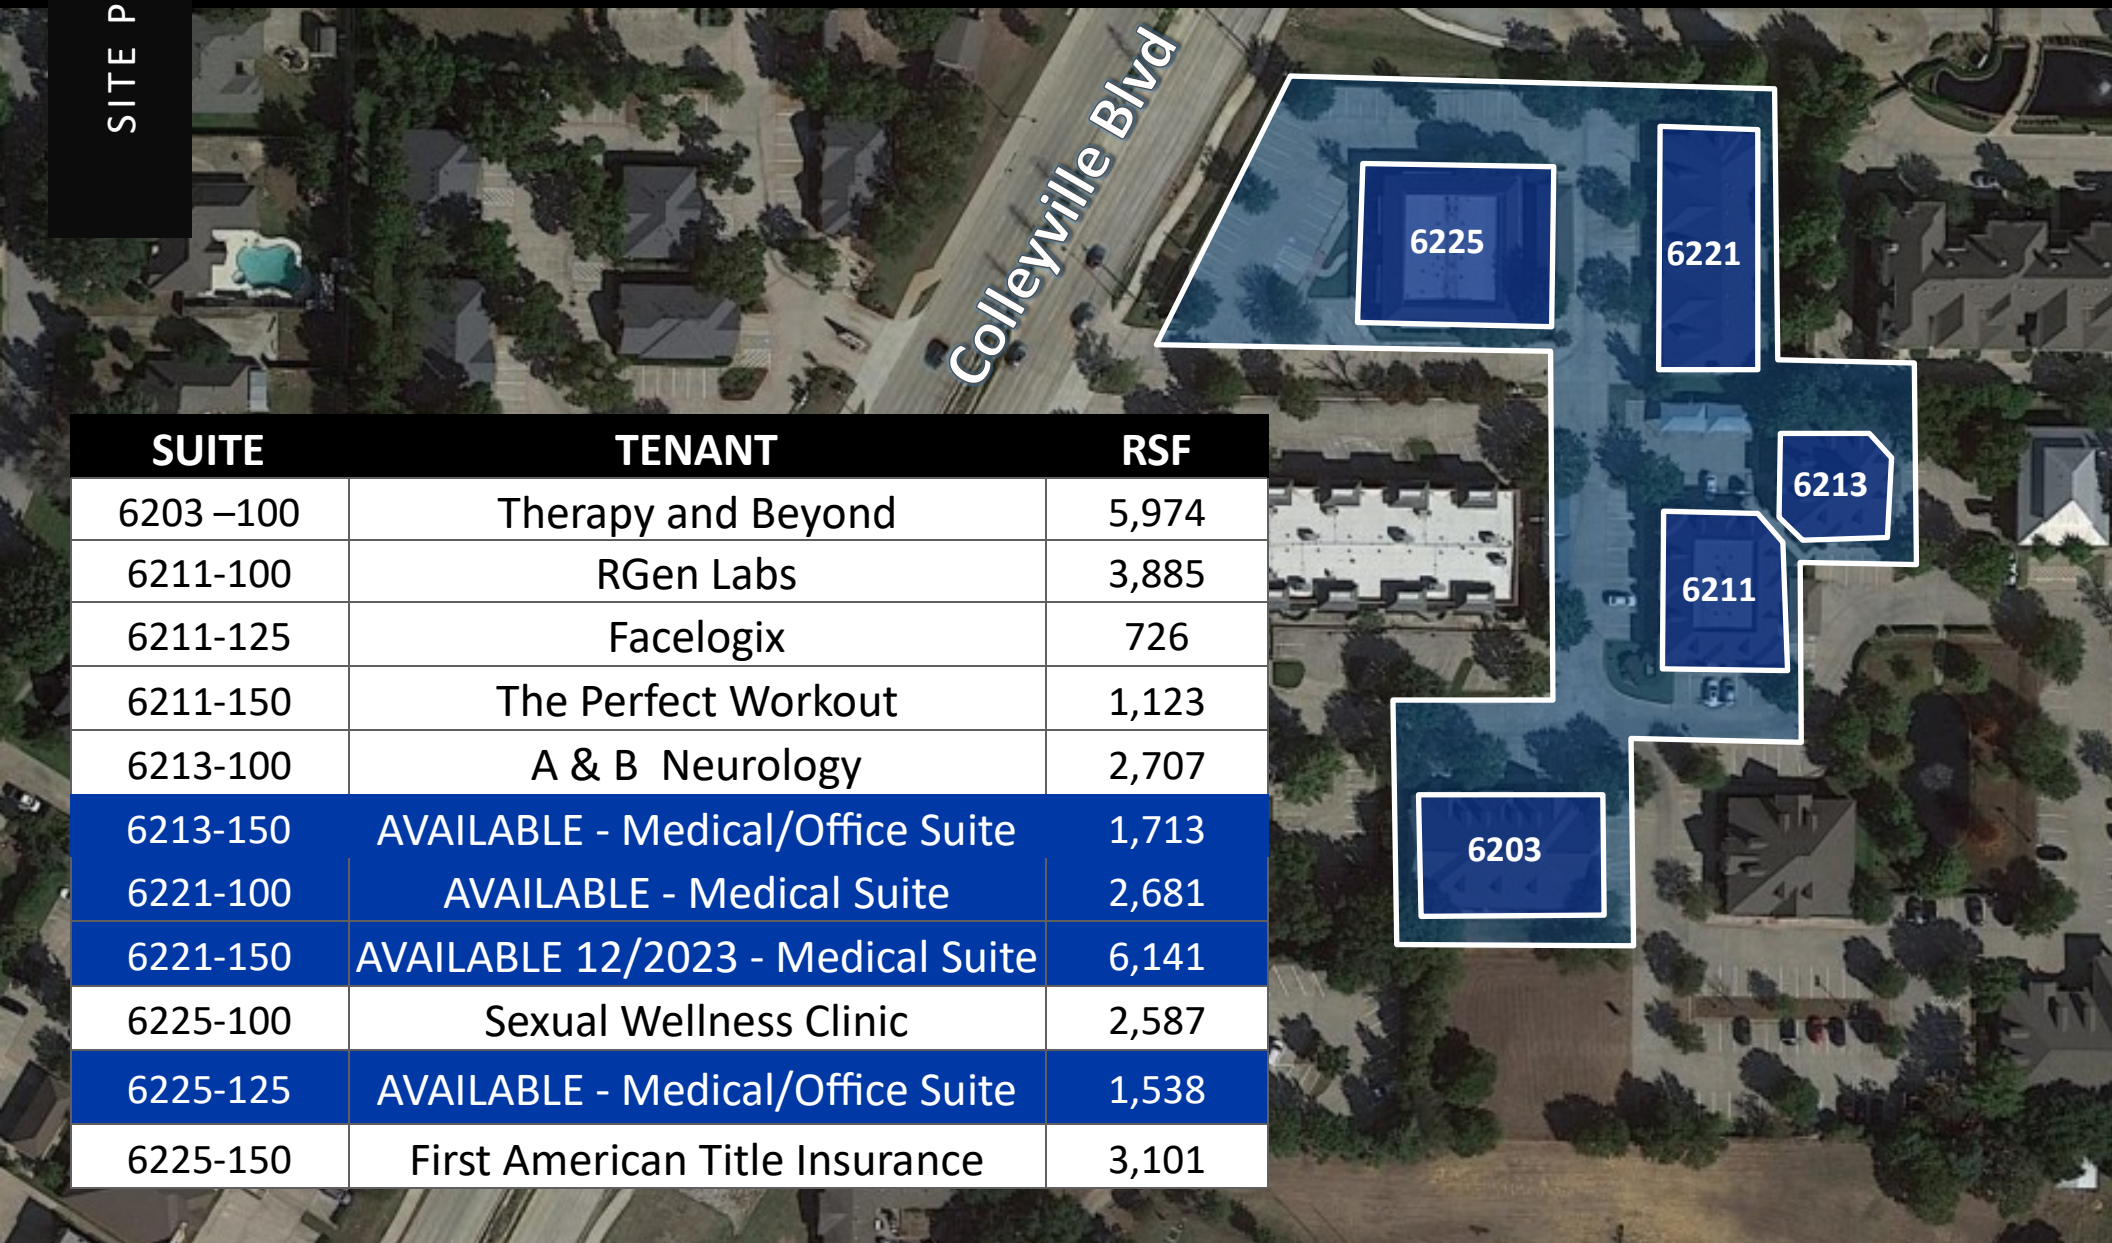 SITE P
Colleyville Blvd
6225
6221
6213
6211
6203
SUITE TENANT RSF
6203 –100 Therapy and Beyond 5,974
6211-100 RGen Labs 3,885
6211-125 Facelogix 726
6211-150 The Perfect Workout 1,123
6213-100 A & B  Neurology 2,707
6213-150 AVAILABLE - Medical/Office Suite 1,713
6221-100 AVAILABLE - Medical Suite 2,681
6221-150 AVAILABLE 12/2023 - Medical Suite 6,141
6225-100 Sexual Wellness Clinic 2,587
6225-125 AVAILABLE - Medical/Office Suite 1,538
6225-150 First American Title Insurance 3,101